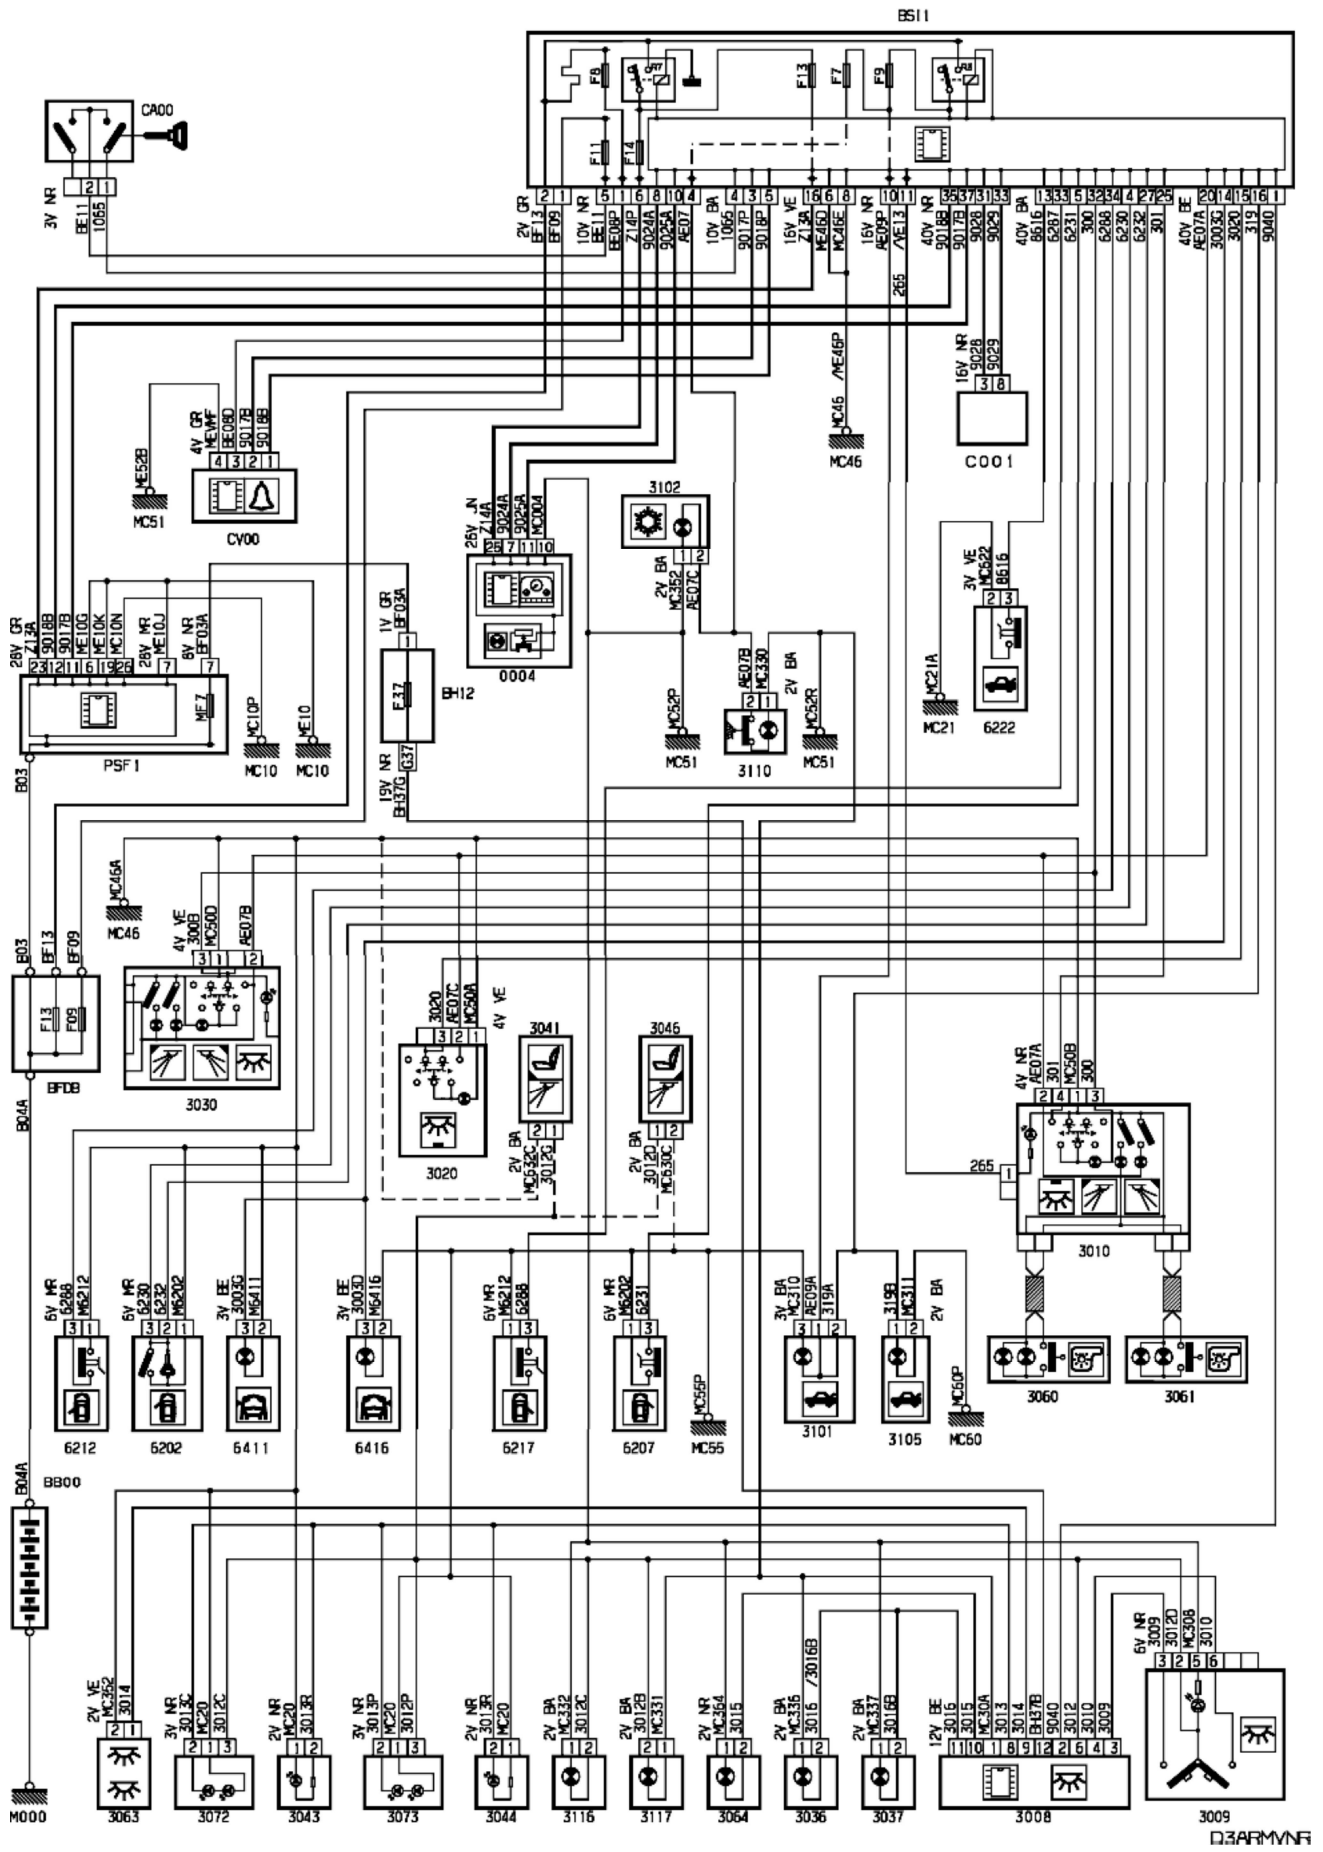 BSI1
CA00
F8
R7
F13
F7
F9
R8
F11
F14
2 1
3V NR
BE11
1065
2 1 5 1 6 8 10 4 4 3 5 16 6 8 10 11 35 37 31 33 13 33 5 32 34 4 27 25 20 14 15 16 1
2V GR
BF13
BF09
10V NR
BE11
BE08P
Z14P
9024A
9025A
AE07
10V BA
1065
9017P
9018P
16V VE
Z13A
ME46D
MC46E
16V NR
AE09P
/VE13
40V NR
9018B
9017B
9028
9029
40V BA
8616
6287
6231
300
6288
6230
6232
301
40V BE
AE07A
3003G
3020
319
9040
265
/ME46P
MC46
MC46
16V NR
9028
9029
3 8
C001
4V GR
MEVMF
BE08D
9017B
9018B
4 3 2 1
CV00
ME52B
MC51
26V JN
Z14A
9024A
9025A
MC004
26 7 11 10
0004
3102
1 2
2V BA
MC352
AE07C
AE07B
MC330
2V BA
2 1
3110
MC52P
MC51
MC52R
MC51
3V VE
MC622
8616
2 3
6222
MC21A
MC21
28V GR
Z13A
9018B
9017B
ME10G
ME10K
MC10N
28V MR
ME10J
8V NR
BF03A
23 12 11 6 19 26 7 7
MF7
PSF1
MC10P
MC10
ME10
MC10
1V GR
BF03A
1
F37
BH12
G37
19V NR
BH37G
B03
B03
BF13
BF09
F13
F09
BFDB
B04A
MC46A
MC46
4V VE
300B
MC50D
AE07B
3 1 2
3030
3020
AE07C
MC50A
4V VE
3 2 1
3020
3041
2 1
2V BA
MC632C
3012G
3046
1 2
2V BA
3012D
MC630C
4V NR
AE07A
301
MC50B
300
2 4 1 3
265
1
3010
3060
3061
6V MR
6288
M6212
3 1
6212
6V MR
6230
6232
M6202
3 2 1
6202
3V BE
3003G
M6411
3 2
6411
3V BE
3003D
M6416
3 2
6416
6V MR
M6212
6288
1 3
6217
6V MR
M6202
6231
1 3
6207
MC55P
MC55
3V BA
MC310
AE09A
319A
3 1 2
3101
319B
MC311
2V BA
1 2
3105
MC60P
MC60
B04A
BB00
M000
2V VE
MC352
3014
2 1
3063
3V NR
3013C
MC20
3012C
2 1 3
3072
2V NR
MC20
3013R
1 2
3043
3V NR
3013P
MC20
3012P
2 1 3
3073
2V NR
3013R
MC20
2 1
3044
2V BA
MC332
3012C
1 2
3116
2V BA
3012B
MC331
2 1
3117
2V NR
MC364
3015
1 2
3064
2V BA
MC336
3016
/3016B
1 2
3036
2V BA
MC337
3016B
1 2
3037
12V BE
3016
3015
MC30A
3013
3014
BH37B
9040
3012
3010
3009
11 10 1 8 9 12 2 6 4 3
3008
6V NR
3009
3012D
MC308
3010
3 2 5 6
3009
D3ARMVNR